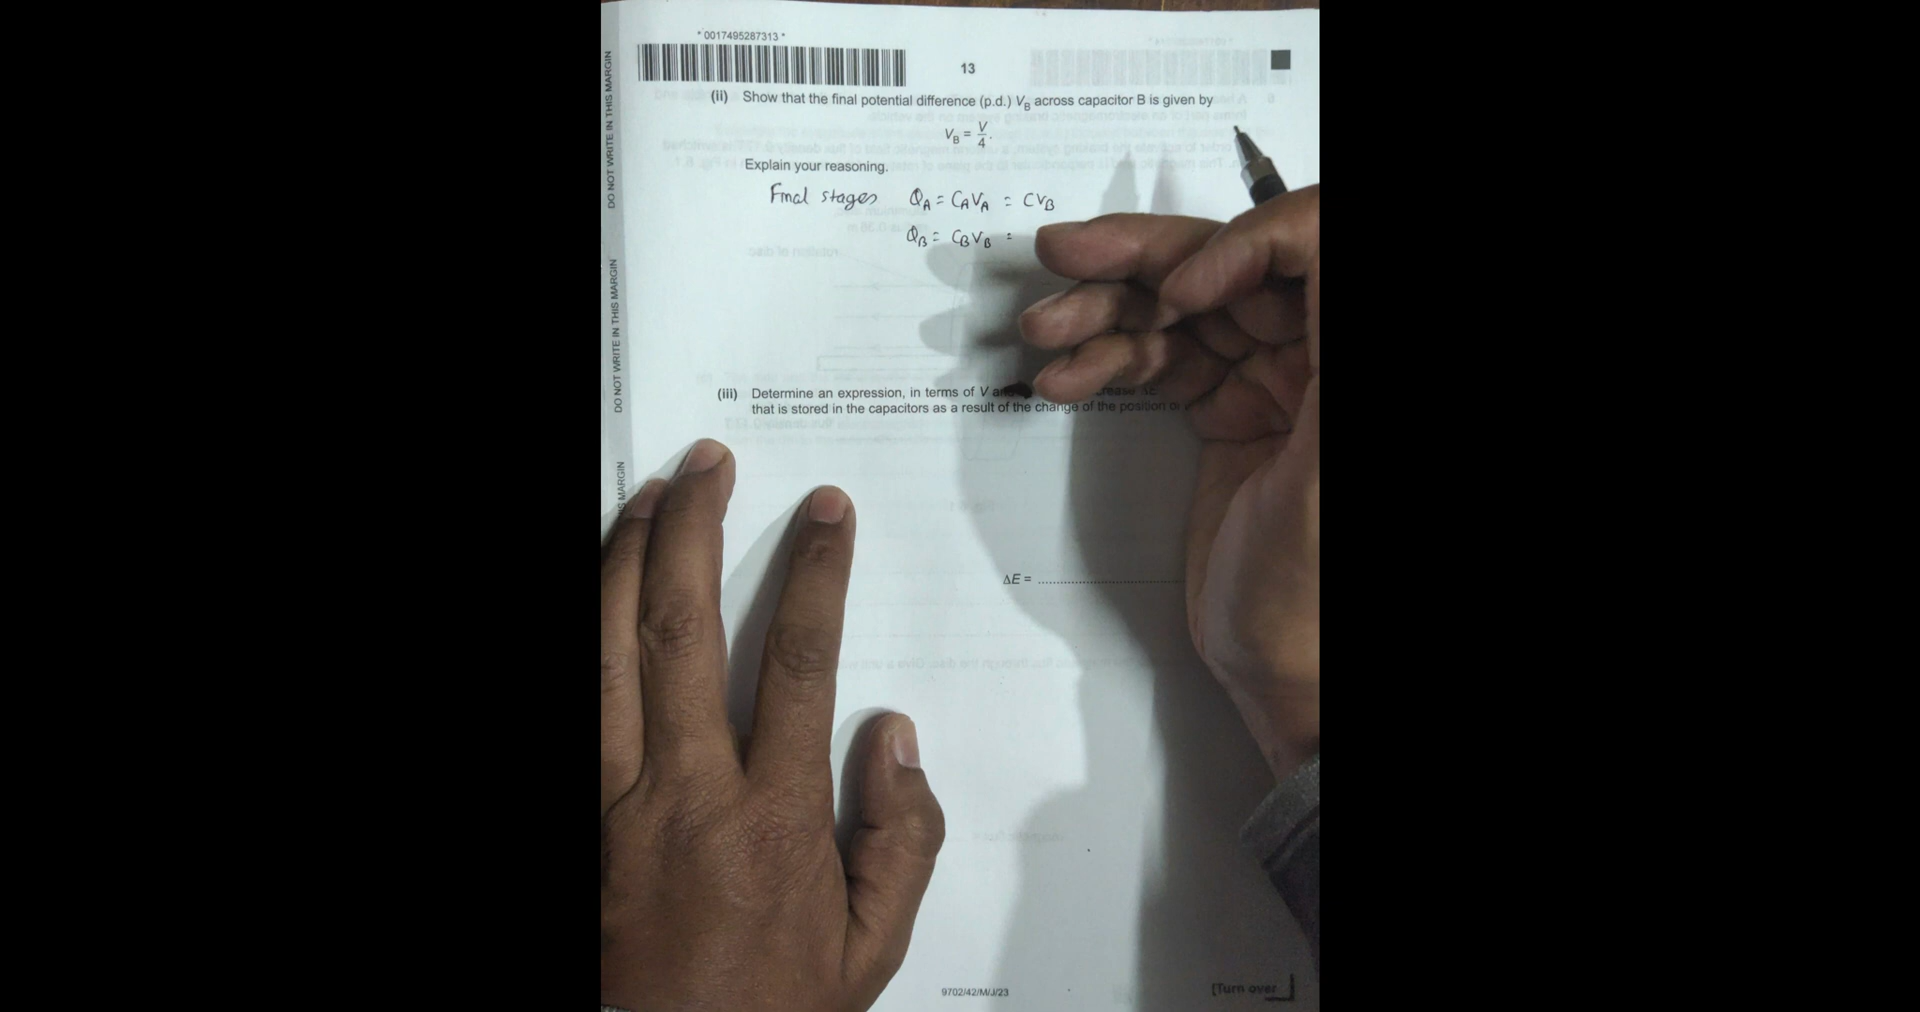 * 0017495287313 *
13
DO NOT WRITE IN THIS MARGIN
(ii) Show that the final potential difference (p.d.) V_B across capacitor B is given by
V_B = V/4.
Explain your reasoning.
Final stages Q_A = C_A V_A = C V_B
Q_B = C_B V_B =
DO NOT WRITE IN THIS MARGIN
(iii) Determine an expression, in terms of V
that is stored in the capacitors as a result of the change of the position
MARGIN
ΔE = ........................................
9702/42/M/J/23
[Turn over